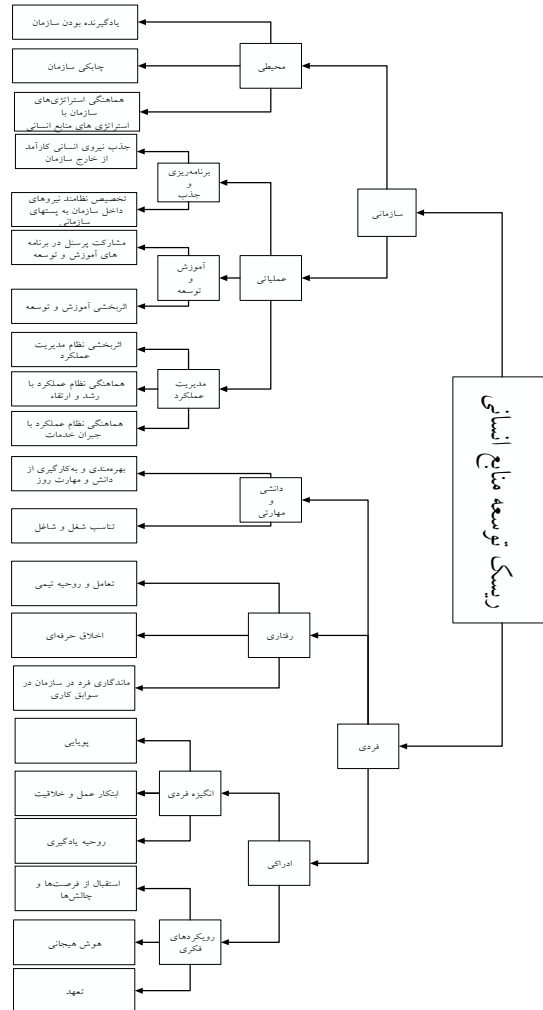 ریسک توسعه منابع انسانی
سازمانی
محیطی
یادگیرنده بودن سازمان
چابکی سازمان
هماهنگی استراتژی‌های
سازمان با
استراتژی های منابع انسانی
عملیاتی
برنامه‌ریزی
و
جذب
جذب نیروی انسانی کارآمد
از خارج سازمان
تخصیص نظامند نیروهای
داخل سازمان به پستهای
سازمانی
آموزش
و
توسعه
مشارکت پرسنل در برنامه
های آموزش و توسعه
اثربخشی آموزش و توسعه
مدیریت
عملکرد
اثربخشی نظام مدیریت
عملکرد
هماهنگی نظام عملکرد با
رشد و ارتقاء
هماهنگی نظام عملکرد با
جبران خدمات
فردی
دانشی
و
مهارتی
بهره‌مندی و به‌کارگیری از
دانش و مهارت روز
تناسب شغل و شاغل
رفتاری
تعامل و روحیه تیمی
اخلاق حرفه‌ای
ماندگاری فرد در سازمان در
سوابق کاری
ادراکی
انگیزه فردی
پویایی
ابتکار عمل و خلاقیت
روحیه یادگیری
رویکردهای
فکری
استقبال از فرصت‌ها و
چالش‌ها
هوش هیجانی
تعهد